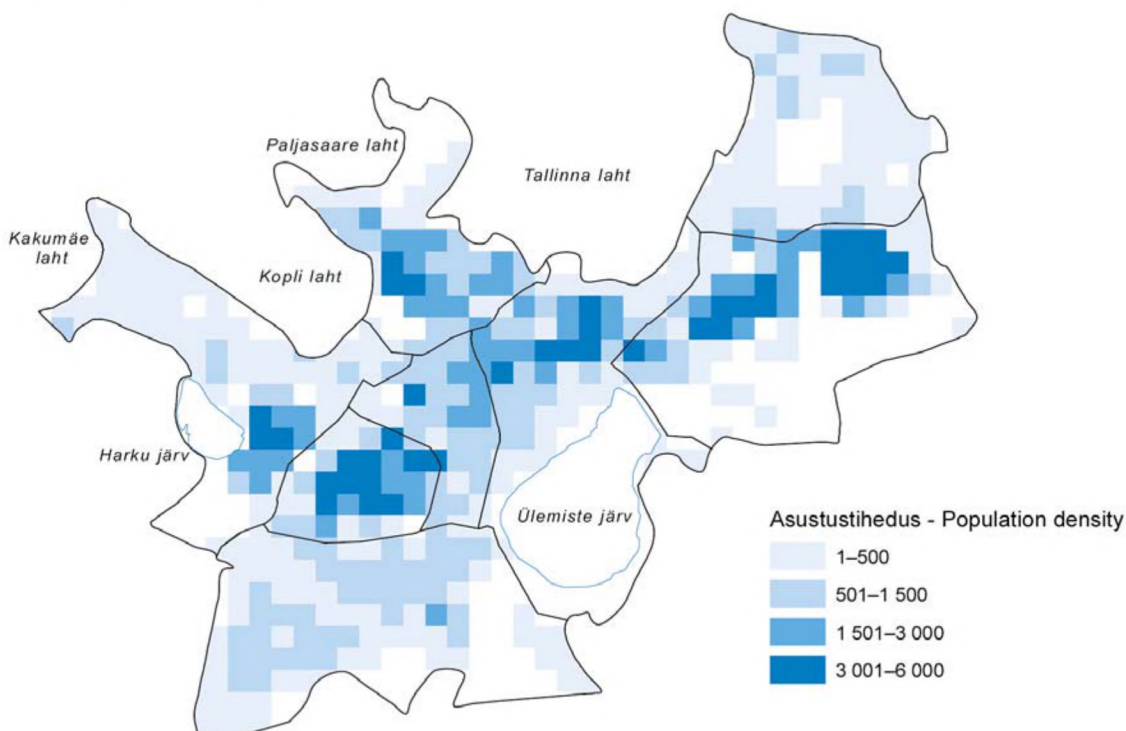 Paljasaare laht
Tallinna laht
Kakumäe
laht
Kopli laht
Harku järv
Ülemiste järv
Asustustihedus - Population density
1–500
501–1 500
1 501–3 000
3 001–6 000